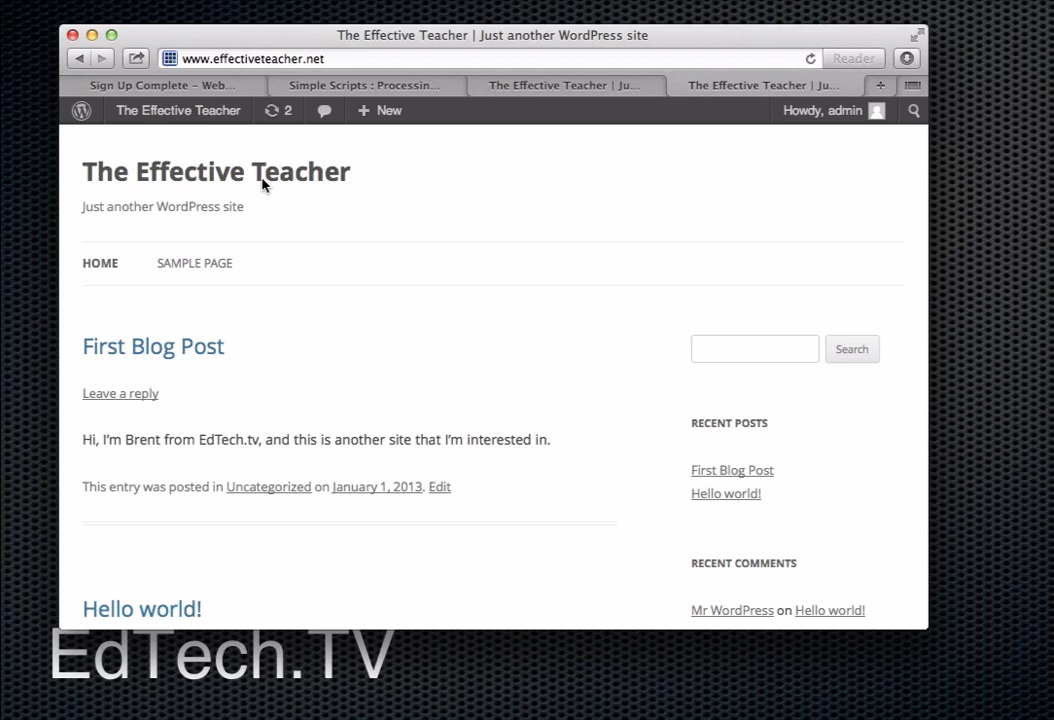 The Effective Teacher | Just another WordPress site
www.effectiveteacher.net
Reader
Sign Up Complete – Web...
Simple Scripts : Processin...
The Effective Teacher | Ju...
The Effective Teacher | Ju...
The Effective Teacher
2
New
Howdy, admin
The Effective Teacher
Just another WordPress site
HOME
SAMPLE PAGE
First Blog Post
Leave a reply
Hi, I'm Brent from EdTech.tv, and this is another site that I'm interested in.
This entry was posted in Uncategorized on January 1, 2013. Edit
Hello world!
Search
RECENT POSTS
First Blog Post
Hello world!
RECENT COMMENTS
Mr WordPress on Hello world!
EdTech.TV